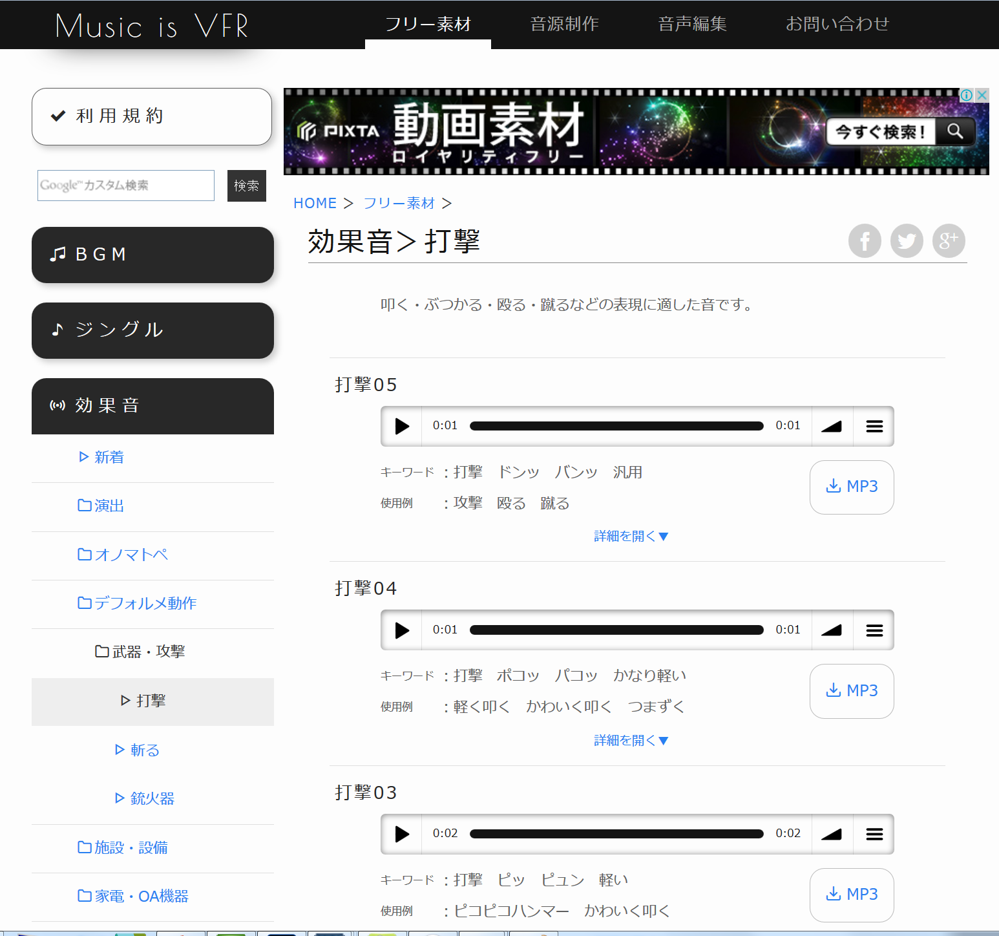 Music is VFR
フリー素材 音源制作 音声編集 お問い合わせ
利用規約
Google™カスタム検索 検索
BGM
ジングル
効果音
新着
演出
オノマトペ
デフォルメ動作
武器・攻撃
打撃
斬る
銃火器
施設・設備
家電・OA機器
PIXTA 動画素材 今すぐ検索!
ロイヤリティフリー
HOME > フリー素材 >
効果音＞打撃
f g+
叩く・ぶつかる・殴る・蹴るなどの表現に適した音です。
打撃05
0:01 0:01
キーワード ：打撃 ドンッ バンッ 汎用
MP3
使用例 ：攻撃 殴る 蹴る
詳細を開く▼
打撃04
0:01 0:01
キーワード ：打撃 ポコッ パコッ かなり軽い
MP3
使用例 ：軽く叩く かわいく叩く つまずく
詳細を開く▼
打撃03
0:02 0:02
キーワード ：打撃 ピッ ピュン 軽い
MP3
使用例 ：ピコピコハンマー かわいく叩く